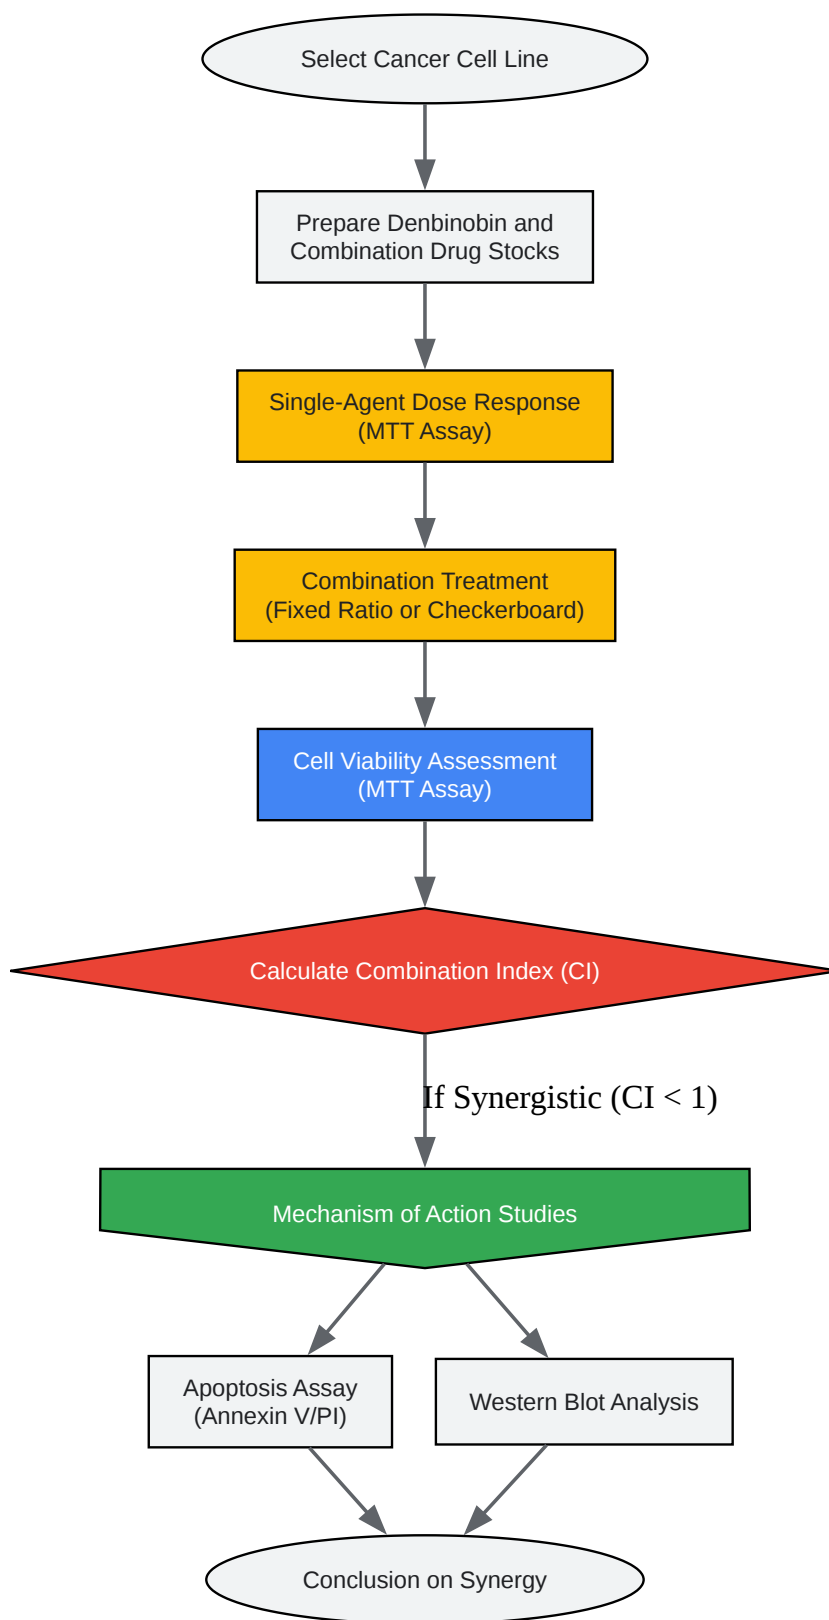 Select Cancer Cell Line
Prepare Denbinobin and
Combination Drug Stocks
Single-Agent Dose Response
(MTT Assay)
Combination Treatment
(Fixed Ratio or Checkerboard)
Cell Viability Assessment
(MTT Assay)
Calculate Combination Index (CI)
If Synergistic (CI < 1)
Mechanism of Action Studies
Apoptosis Assay
(Annexin V/PI)
Western Blot Analysis
Conclusion on Synergy